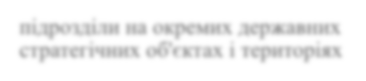 підрозділи на окремих державних
стратегічних об'єктах і територіях